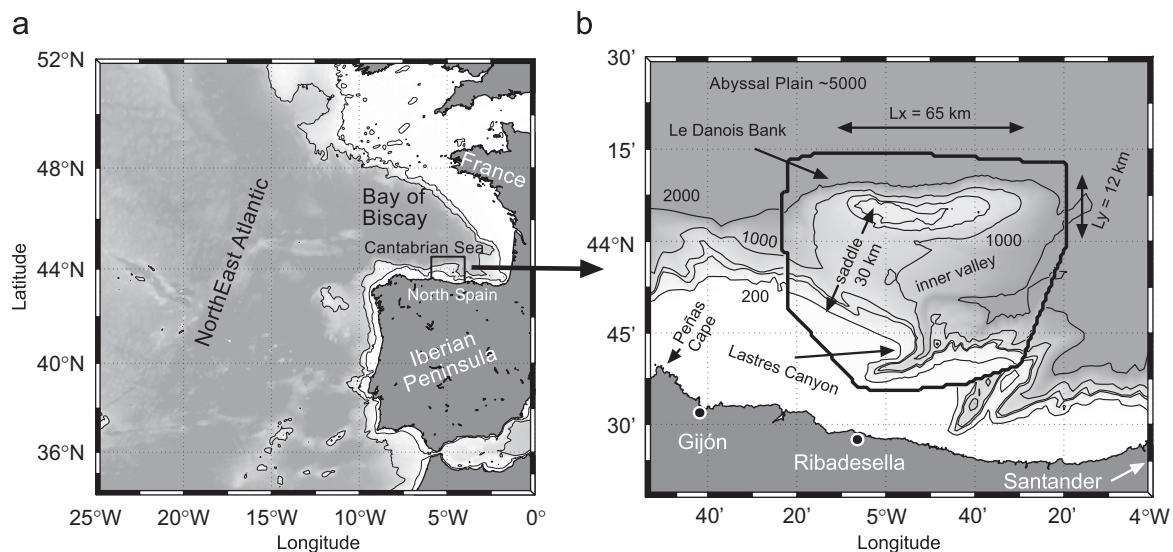 a
52°N
48°N
44°N
40°N
36°N
Latitude
25°W
20°W
15°W
10°W
5°W
0°
Longitude
NorthEast Atlantic
Bay of
Biscay
France
Cantabrian Sea
North Spain
Iberian
Peninsula
b
30'
15'
44°N
45'
30'
40'
20'
5°W
40'
20'
4°W
Longitude
Abyssal Plain ~5000
Lx = 65 km
Le Danois Bank
Ly = 12 km
2000
1000
1000
saddle
30 km
inner valley
200
Peñas
Cape
Lastres Canyon
Gijón
Ribadesella
Santander